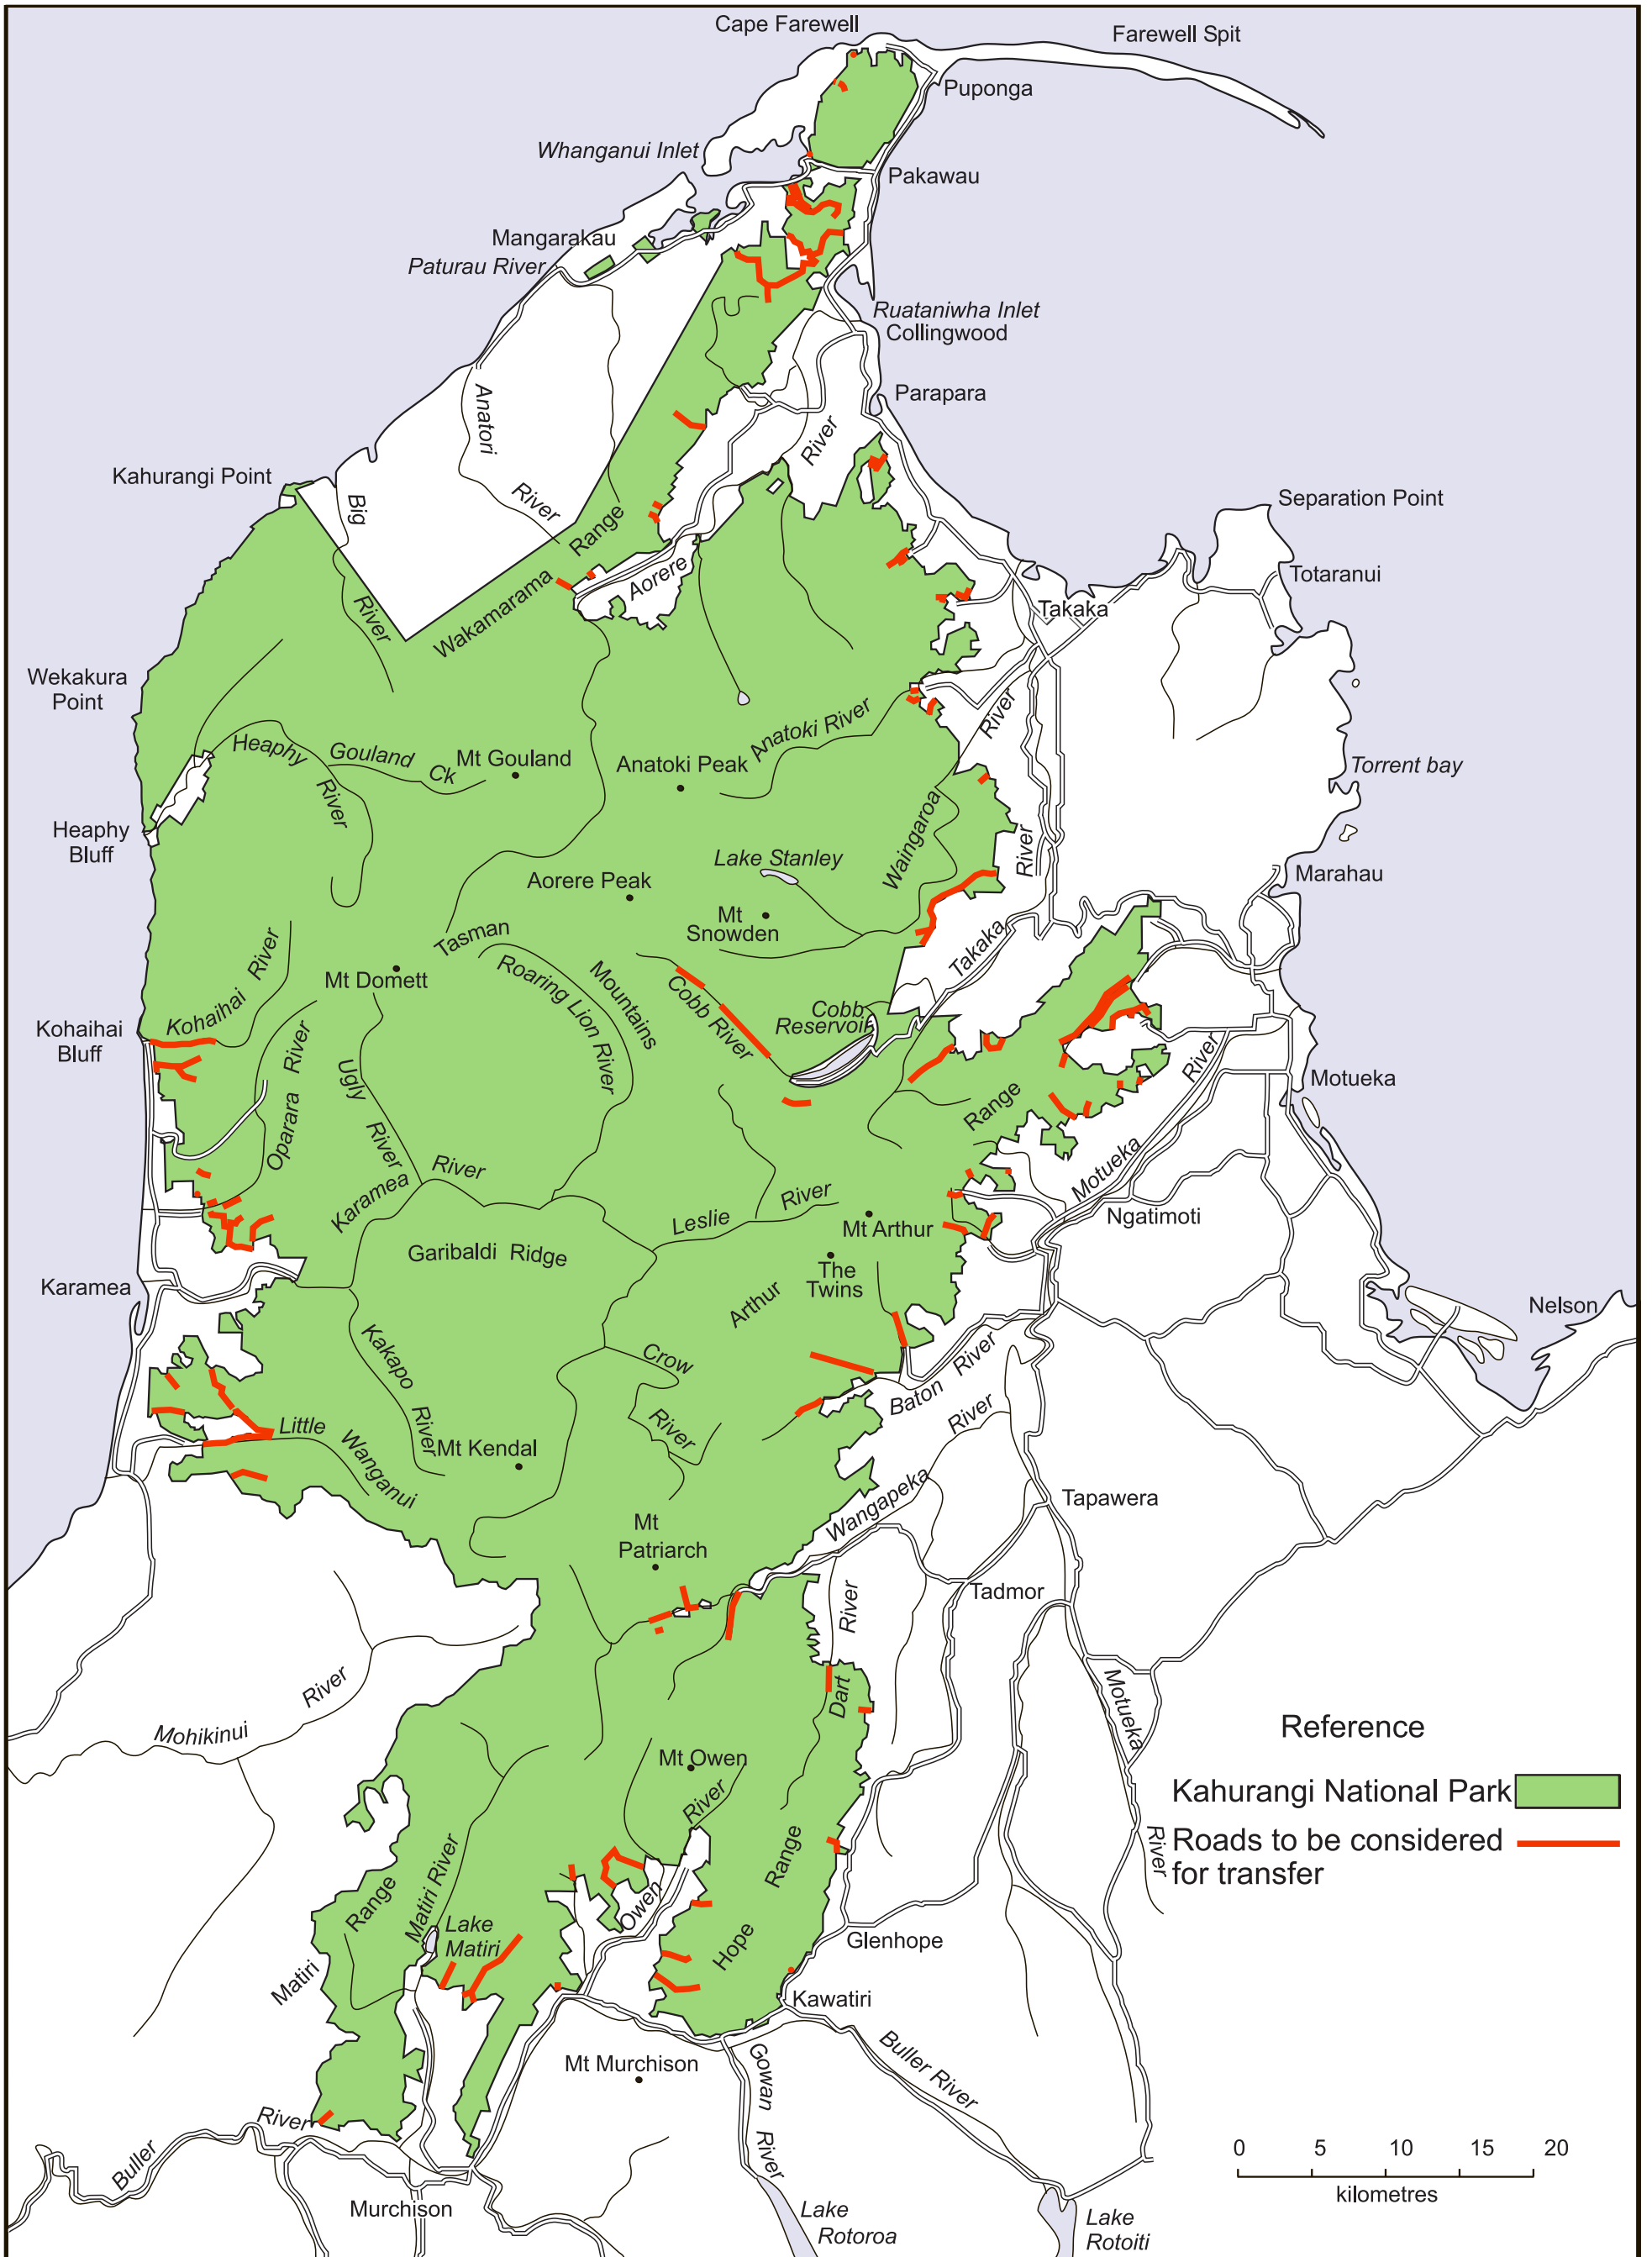 Cape Farewell
Farewell Spit
Puponga
Whanganui Inlet
Pakawau
Mangarakau
Paturau River
Ruataniwha Inlet
Collingwood
Parapara
Anatori
River
River
Kahurangi Point
Big
River
Separation Point
Range
Wakamarama
Aorere
Totaranui
Takaka
Wekakura
Point
River
Heaphy
River
Gouland
Ck
Mt Gouland
Anatoki Peak
Anatoki River
Torrent bay
Heaphy
Bluff
Waingaroa
River
Lake Stanley
Marahau
Aorere Peak
Mt
Snowden
Tasman
Mountains
Takaka
Kohaihai River
Mt Domett
Roaring Lion River
Cobb River
Cobb
Reservoir
Kohaihai
Bluff
Oparara River
Ugly
River
Range
River
Motueka
Motueka
Karamea
River
Leslie
River
Ngatimoti
Mt Arthur
Garibaldi Ridge
The
Twins
Karamea
Arthur
Nelson
Kakapo
River
Crow
River
Baton River
River
Little
Wanganui
Mt Kendal
Wangapeka
Tapawera
Mt
Patriarch
Tadmor
River
Dart
River
Mohikinui
Motueka
River
Reference
Mt Owen
River
Kahurangi National Park
Roads to be considered
for transfer
Range
Hope
Matiri River
Range
Matiri
Lake
Matiri
Owen
Glenhope
Kawatiri
Mt Murchison
Gowan
River
Buller River
River
Buller
Murchison
Lake
Rotoroa
Lake
Rotoiti
0 5 10 15 20
kilometres